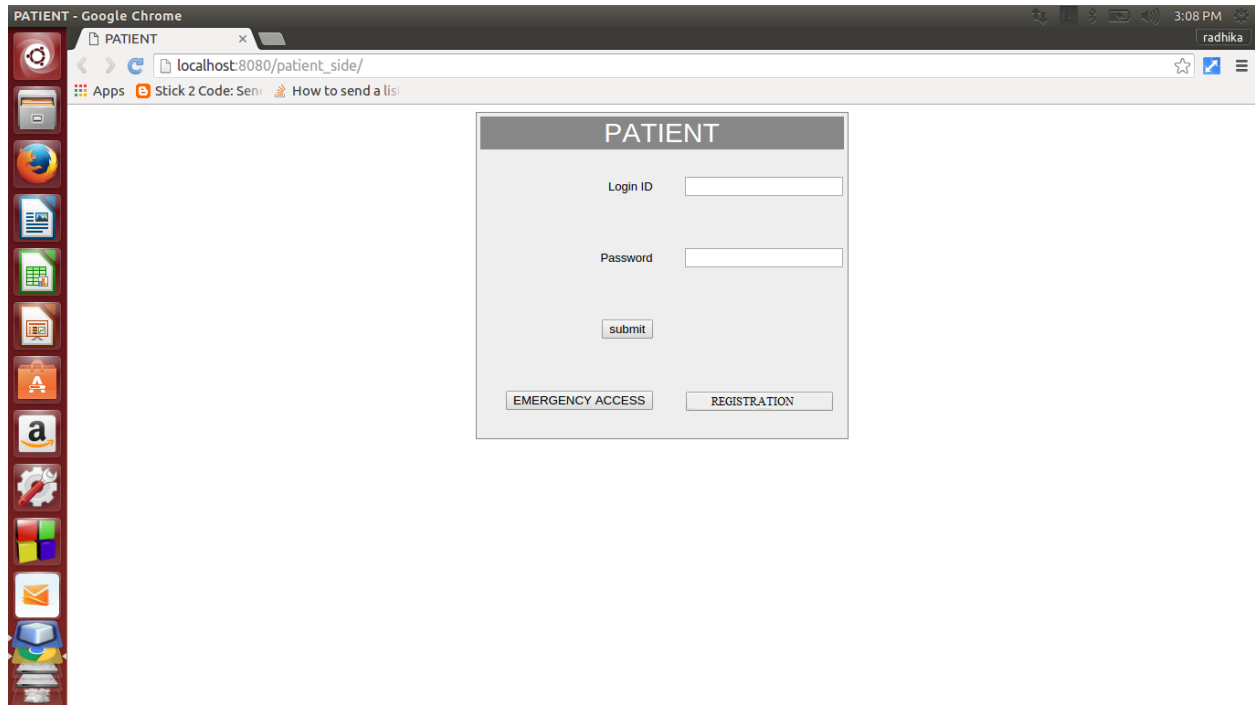 PATIENT - Google Chrome
3:08 PM
PATIENT
radhika
localhost:8080/patient_side/
Apps Stick 2 Code: Sen How to send a lis
PATIENT
Login ID
Password
submit
EMERGENCY ACCESS REGISTRATION